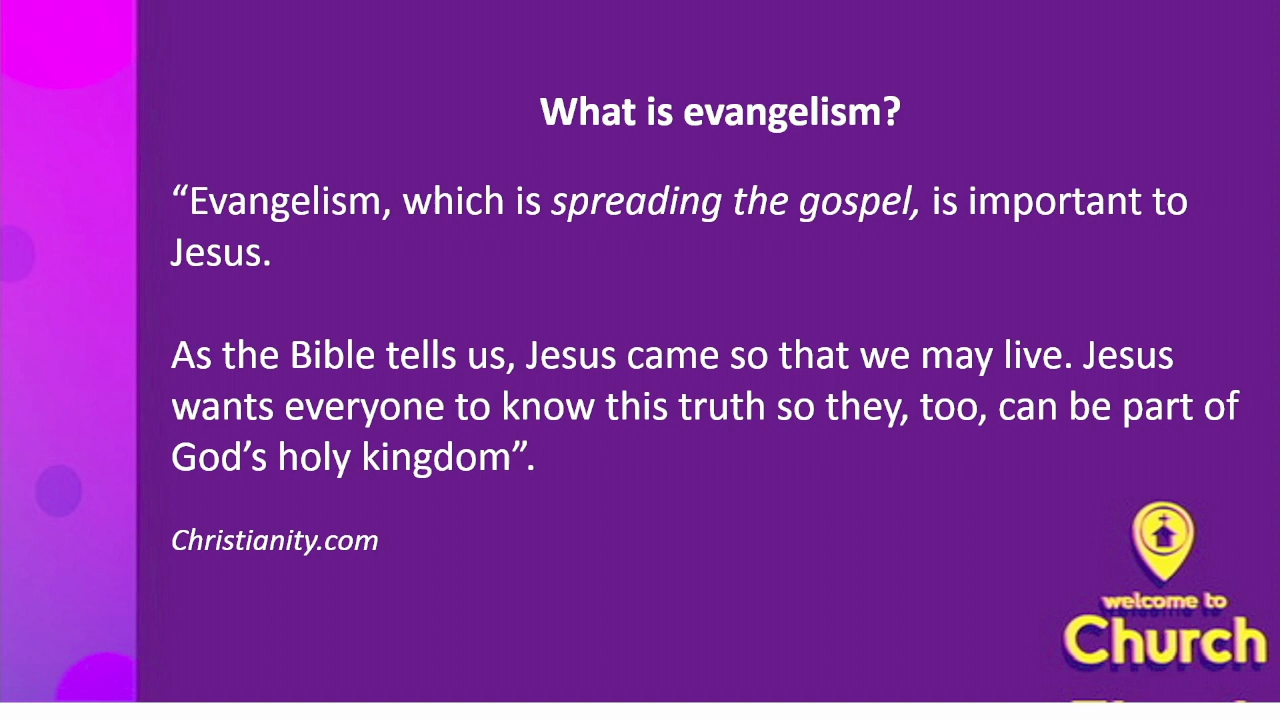 What is evangelism?
“Evangelism, which is spreading the gospel, is important to
Jesus.
As the Bible tells us, Jesus came so that we may live. Jesus
wants everyone to know this truth so they, too, can be part of
God’s holy kingdom”.
Christianity.com
welcome to
Church